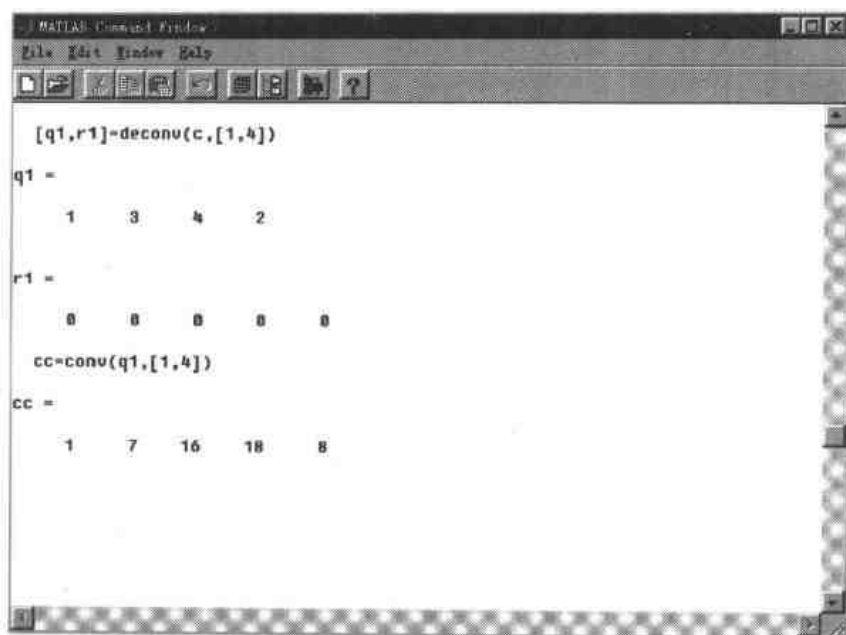 MATLAB Command Window
File Edit Window Help
[q1,r1]=deconv(c,[1,4])
q1 =
1 3 4 2
r1 =
0 0 0 0 0
cc=conv(q1,[1,4])
cc =
1 7 16 18 8